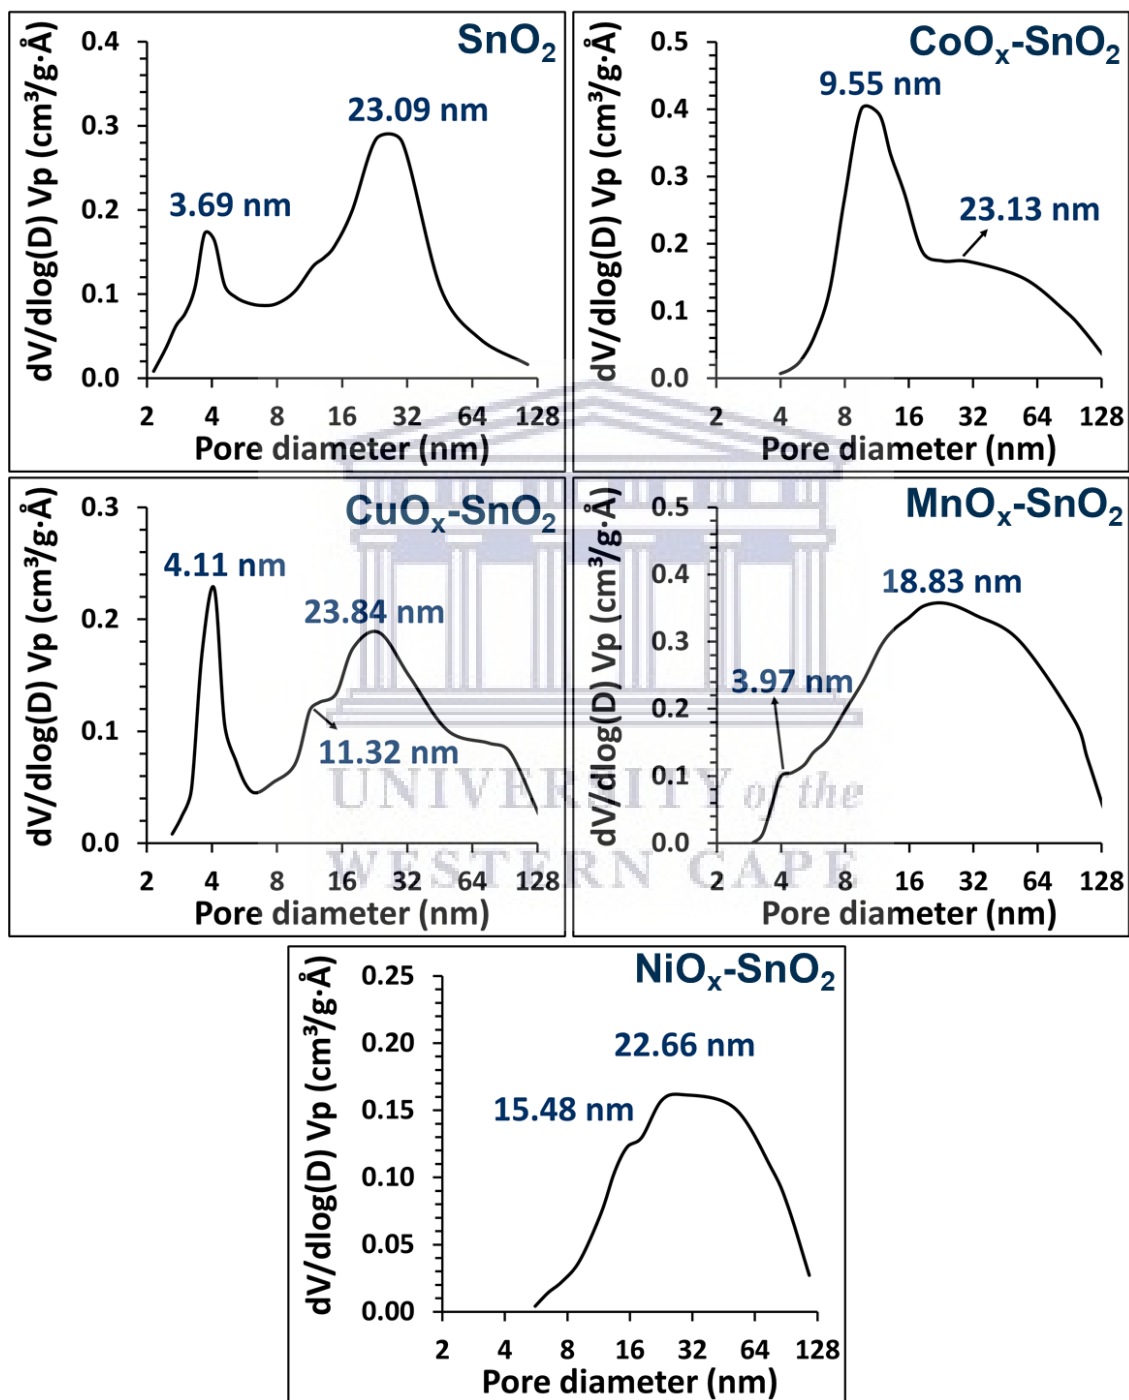 SnO₂
dV/dlog(D) Vp (cm³/g·Å)
0.4
0.3
0.2
0.1
0.0
3.69 nm
23.09 nm
2 4 8 16 32 64 128
Pore diameter (nm)
CoOₓ-SnO₂
dV/dlog(D) Vp (cm³/g·Å)
0.5
0.4
0.3
0.2
0.1
0.0
9.55 nm
23.13 nm
2 4 8 16 32 64 128
Pore diameter (nm)
CuOₓ-SnO₂
dV/dlog(D) Vp (cm³/g·Å)
0.3
0.2
0.1
0.0
4.11 nm
23.84 nm
11.32 nm
2 4 8 16 32 64 128
Pore diameter (nm)
MnOₓ-SnO₂
dV/dlog(D) Vp (cm³/g·Å)
0.5
0.4
0.3
0.2
0.1
0.0
18.83 nm
3.97 nm
2 4 8 16 32 64 128
Pore diameter (nm)
UNIVERSITY of the
WESTERN CAPE
NiOₓ-SnO₂
dV/dlog(D) Vp (cm³/g·Å)
0.25
0.20
0.15
0.10
0.05
0.00
22.66 nm
15.48 nm
2 4 8 16 32 64 128
Pore diameter (nm)